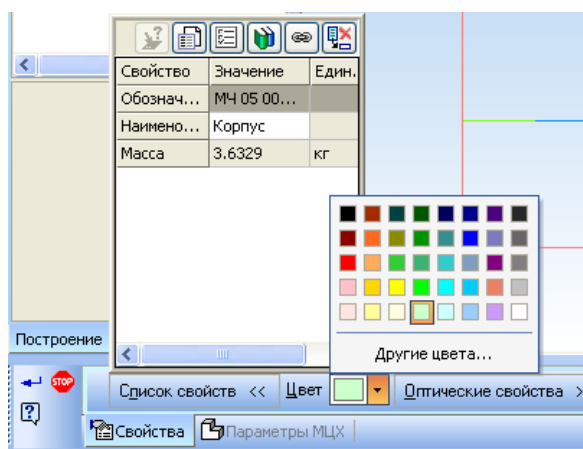 Свойство Значение Един.
Обознач... МЧ 05 00...
Наимено... Корпус
Масса 3.6329 кг
Другие цвета...
Построение
STOP
Список свойств << Цвет Оптические свойства >
Свойства Параметры МЦХ